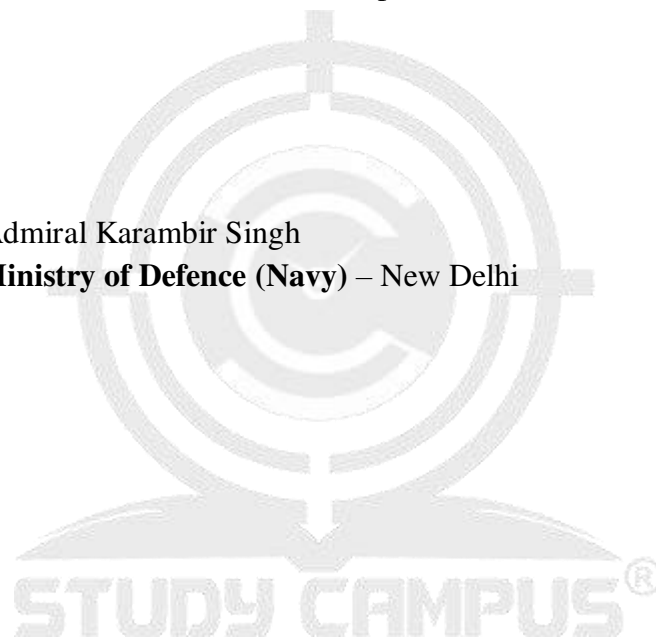 Admiral Karambir Singh
Ministry of Defence (Navy) – New Delhi
STUDY CAMPUS®